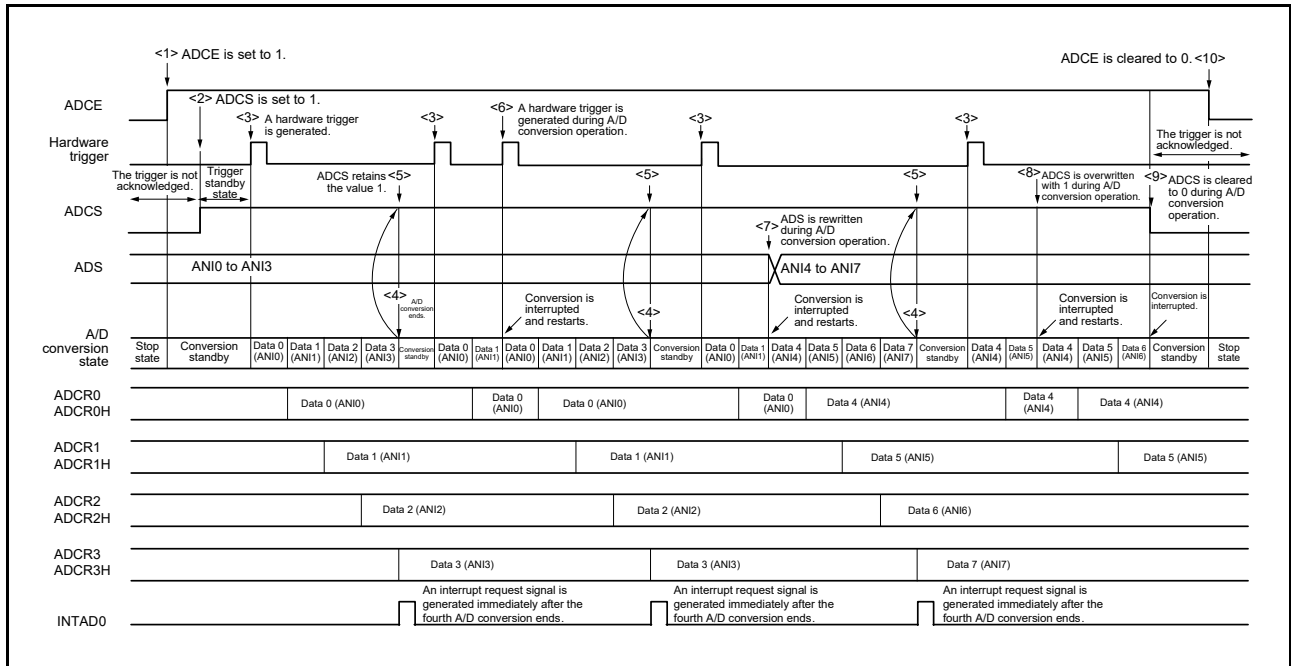 <1> ADCE is set to 1.
ADCE is cleared to 0. <10>
ADCE
<2> ADCS is set to 1.
<3> A hardware trigger
is generated.
<3>
<6> A hardware trigger is
generated during A/D
conversion operation.
<3>
<3>
Hardware
trigger
The trigger is not
acknowledged.
The trigger is not
acknowledged.
Trigger
standby
state
ADCS retains
the value 1.
<5>
<5>
<5>
<8> ADCS is overwritten
with 1 during A/D
conversion operation.
<9> ADCS is cleared
to 0 during A/D
conversion
operation.
ADCS
<7> ADS is rewritten
during A/D
conversion operation.
ADS
ANI0 to ANI3
ANI4 to ANI7
<4> A/D
conversion
ends.
Conversion is
interrupted
and restarts.
<4>
Conversion is
interrupted
and restarts.
<4>
Conversion is
interrupted
and restarts.
Conversion is
interrupted.
A/D
conversion
state
Stop
state
Conversion
standby
Data 0
(ANI0)
Data 1
(ANI1)
Data 2
(ANI2)
Data 3
(ANI3)
Conversion
standby
Data 0
(ANI0)
Data 1
(ANI1)
Data 0
(ANI0)
Data 1
(ANI1)
Data 2
(ANI2)
Data 3
(ANI3)
Conversion
standby
Data 0
(ANI0)
Data 1
(ANI1)
Data 4
(ANI4)
Data 5
(ANI5)
Data 6
(ANI6)
Data 7
(ANI7)
Conversion
standby
Data 4
(ANI4)
Data 5
(ANI5)
Data 4
(ANI4)
Data 5
(ANI5)
Data 6
(ANI6)
Conversion
standby
Stop
state
ADCR0
ADCR0H
Data 0 (ANI0)
Data 0
(ANI0)
Data 0 (ANI0)
Data 0
(ANI0)
Data 4 (ANI4)
Data 4
(ANI4)
Data 4 (ANI4)
ADCR1
ADCR1H
Data 1 (ANI1)
Data 1 (ANI1)
Data 5 (ANI5)
Data 5 (ANI5)
ADCR2
ADCR2H
Data 2 (ANI2)
Data 2 (ANI2)
Data 6 (ANI6)
ADCR3
ADCR3H
Data 3 (ANI3)
Data 3 (ANI3)
Data 7 (ANI7)
INTAD0
An interrupt request signal is
generated immediately after the
fourth A/D conversion ends.
An interrupt request signal is
generated immediately after the
fourth A/D conversion ends.
An interrupt request signal is
generated immediately after the
fourth A/D conversion ends.